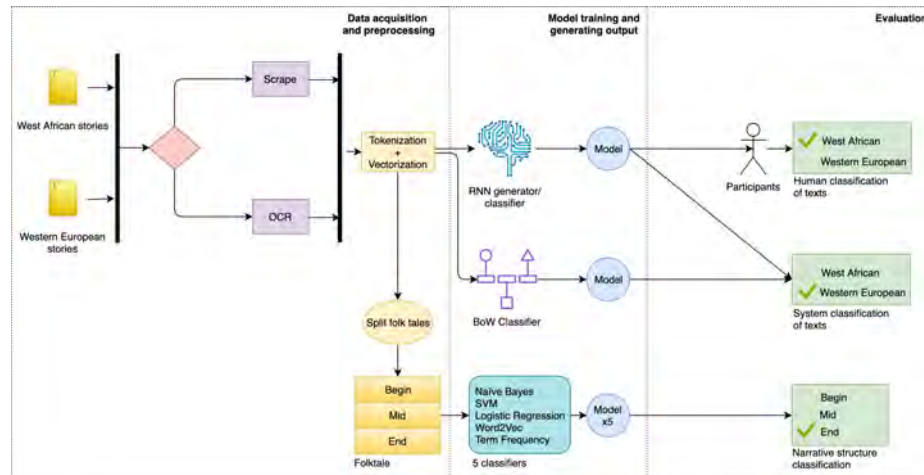 Data acquisition
and preprocessing
Model training and
generating output
Evaluation
West African stories
Western European
stories
Scrape
OCR
Tokenization
+
Vectorization
RNN generator/
classifier
Model
Participants
West African
Western European
Human classification
of texts
BoW Classifier
Model
West African
Western European
System classification
of texts
Split folk tales
Begin
Mid
End
Folktale
Naïve Bayes
SVM
Logistic Regression
Word2Vec
Term Frequency
5 classifiers
Model
x5
Begin
Mid
End
Narrative structure
classification